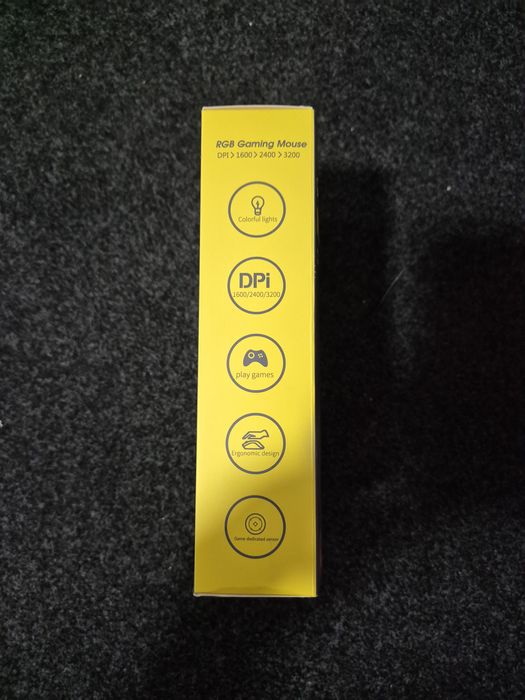 RGB Gaming Mouse
DPI > 1600 > 2400 > 3200
Colorful lights
DPi
1600/2400/3200
play games
Ergonomic design
Game dedicated sensor